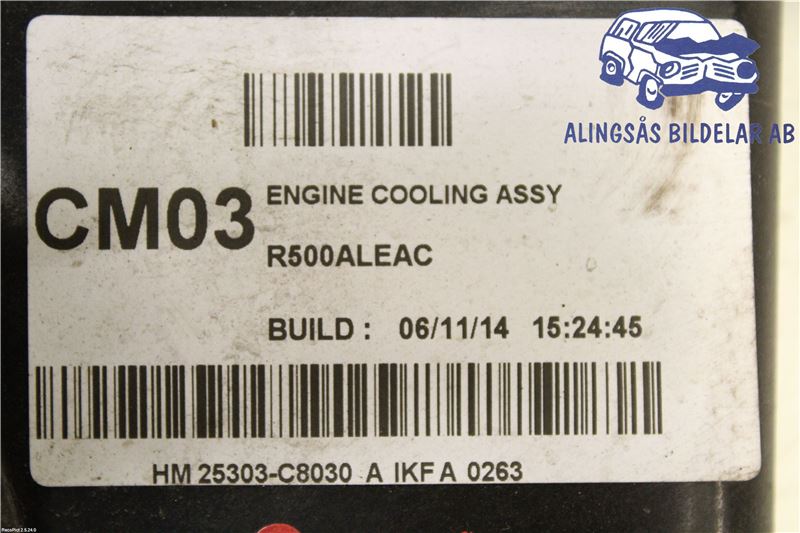 ALINGSÅS BILDELAR AB
CM03
ENGINE COOLING ASSY
R500ALEAC
BUILD : 06/11/14 15:24:45
HM 25303-C8030 A IKF A 0263